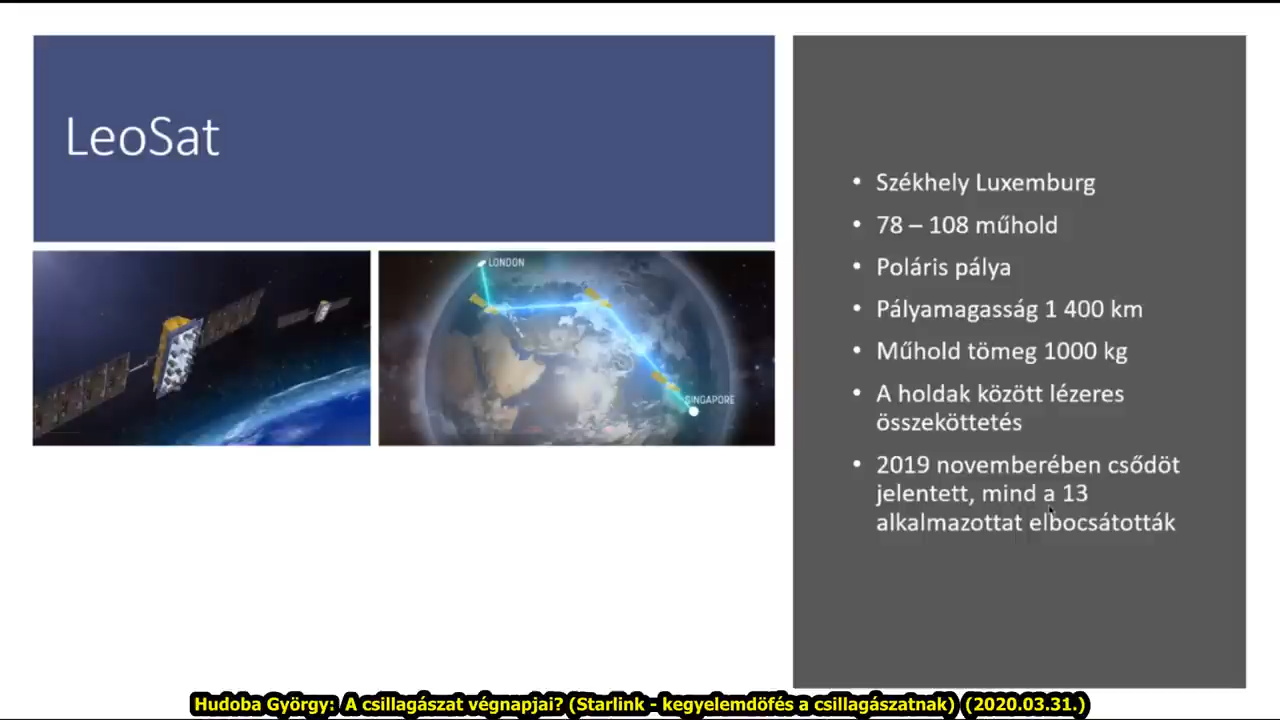 LeoSat
LONDON
SINGAPORE
• Székhely Luxemburg
• 78 – 108 műhold
• Poláris pálya
• Pályamagasság 1 400 km
• Műhold tömeg 1000 kg
• A holdak között lézeres
összeköttetés
• 2019 novemberében csődöt
jelentett, mind a 13
alkalmazottat elbocsátották
Hudoba György: A csillagászat végnapjai? (Starlink - kegyelemdöfés a csillagászatnak) (2020.03.31.)